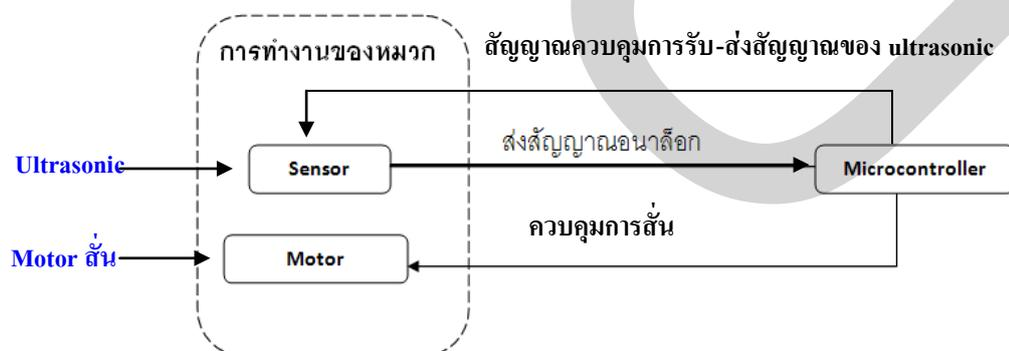 การทำงานของหมวก
สัญญาณควบคุมการรับ-ส่งสัญญาณของ ultrasonic
ส่งสัญญาณอนาล็อก
Ultrasonic
Sensor
Microcontroller
ควบคุมการสั่น
Motor สั่น
Motor